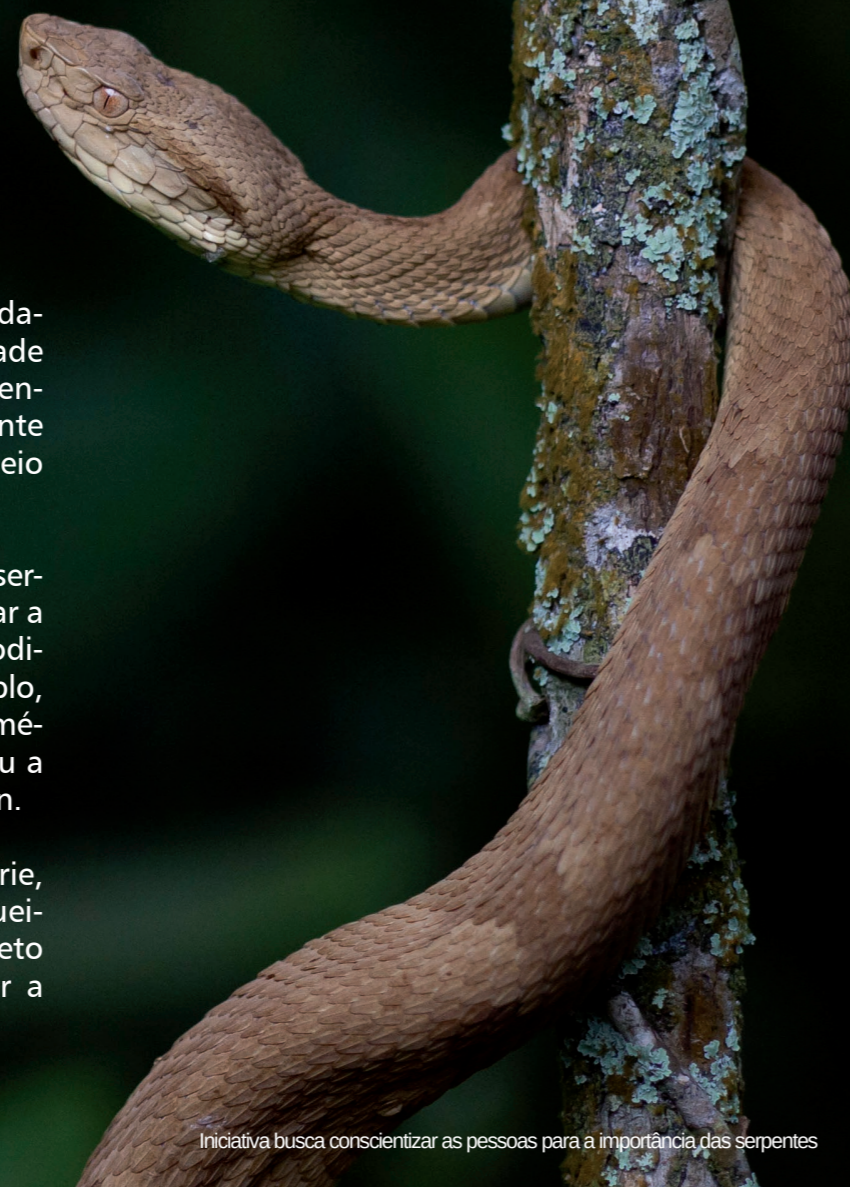 da-
ade
en-
nte
eio
ser-
ar a
odi-
plo,
mé-
u a
n.
rie,
uei-
eto
r a
Iniciativa busca conscientizar as pessoas para a importância das serpentes